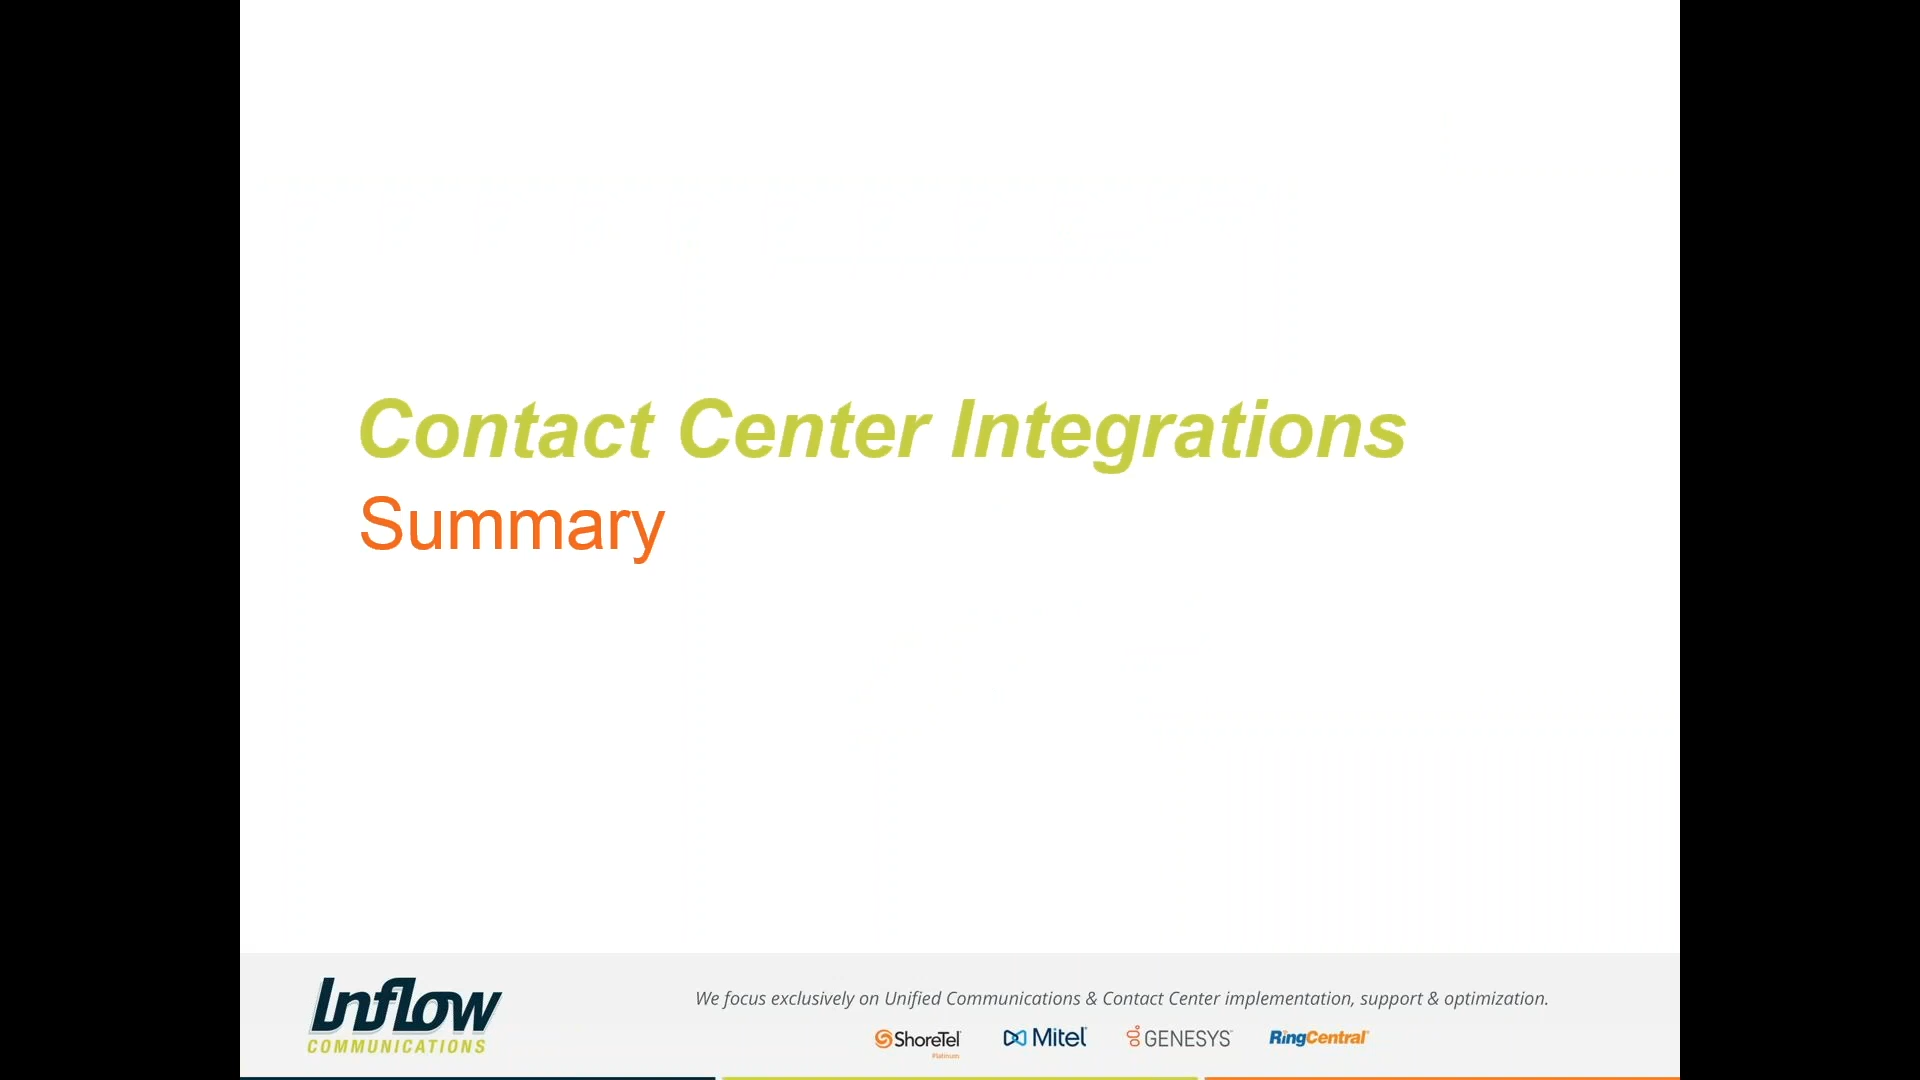 Contact Center Integrations
Summary
Inflow
COMMUNICATIONS
We focus exclusively on Unified Communications & Contact Center implementation, support & optimization.
ShoreTel
Platinum
Mitel
GENESYS
RingCentral